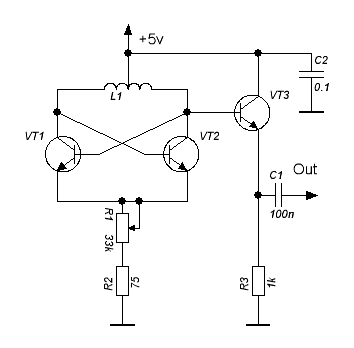 +5v
L1
C2
0.1
VT1
VT2
VT3
R1
33k
C1
100n
Out
R2
75
R3
1k